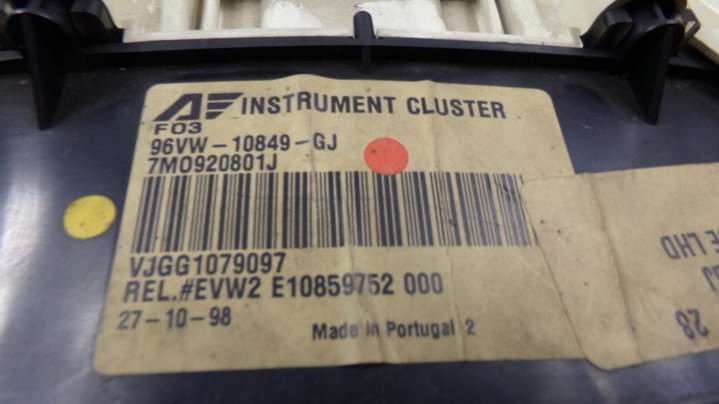 AE INSTRUMENT CLUSTER
F03
96VW-10849-GJ
7M0920801J
VJGG1079097
REL.#EVW2 E10859752 000
27-10-98
Made in Portugal 2
LHD
28